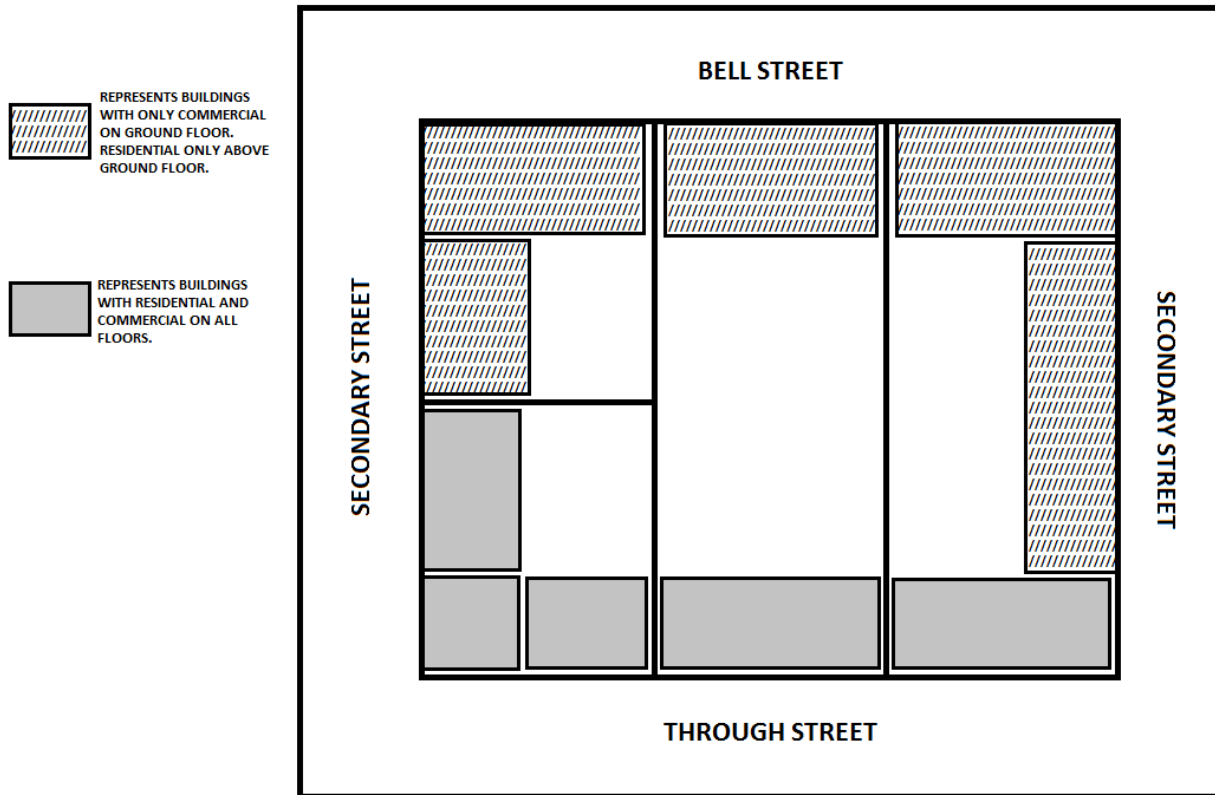 REPRESENTS BUILDINGS
WITH ONLY COMMERCIAL
ON GROUND FLOOR.
RESIDENTIAL ONLY ABOVE
GROUND FLOOR.
REPRESENTS BUILDINGS
WITH RESIDENTIAL AND
COMMERCIAL ON ALL
FLOORS.
BELL STREET
SECONDARY STREET
SECONDARY STREET
THROUGH STREET